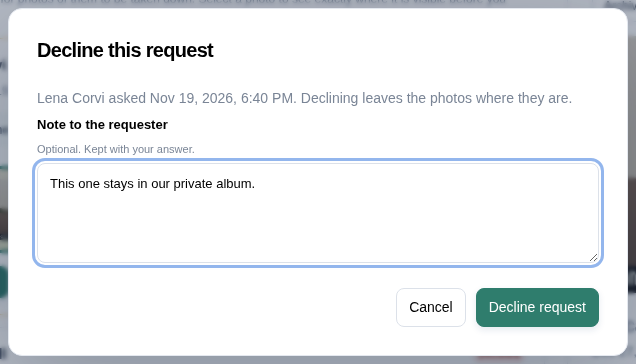 Decline this request
Lena Corvi asked Nov 19, 2026, 6:40 PM. Declining leaves the photos where they are.
Note to the requester
Optional. Kept with your answer.
This one stays in our private album.
Cancel
Decline request